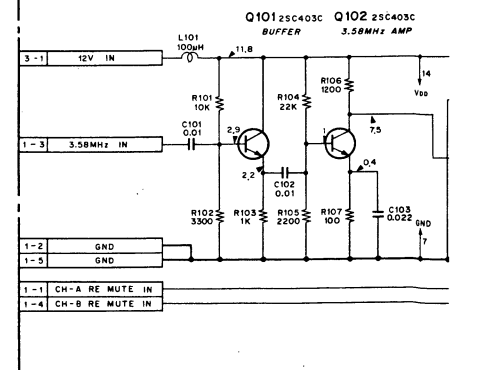 Q101 2SC403C Q102 2SC403C
BUFFER 3.58MHz AMP
L101
100μH
11.8
3-1 12V IN
R106
1200
14
VDD
R101
10K
R104
22K
C101
0.01
7.5
1-3 3.58MHz IN
2.9
1
2.2
0.4
C102
0.01
R102
3300
R103
1K
R105
2200
R107
100
C103
0.022
GND
7
1-2 GND
1-5 GND
1-1 CH-A RE MUTE IN
1-4 CH-B RE MUTE IN